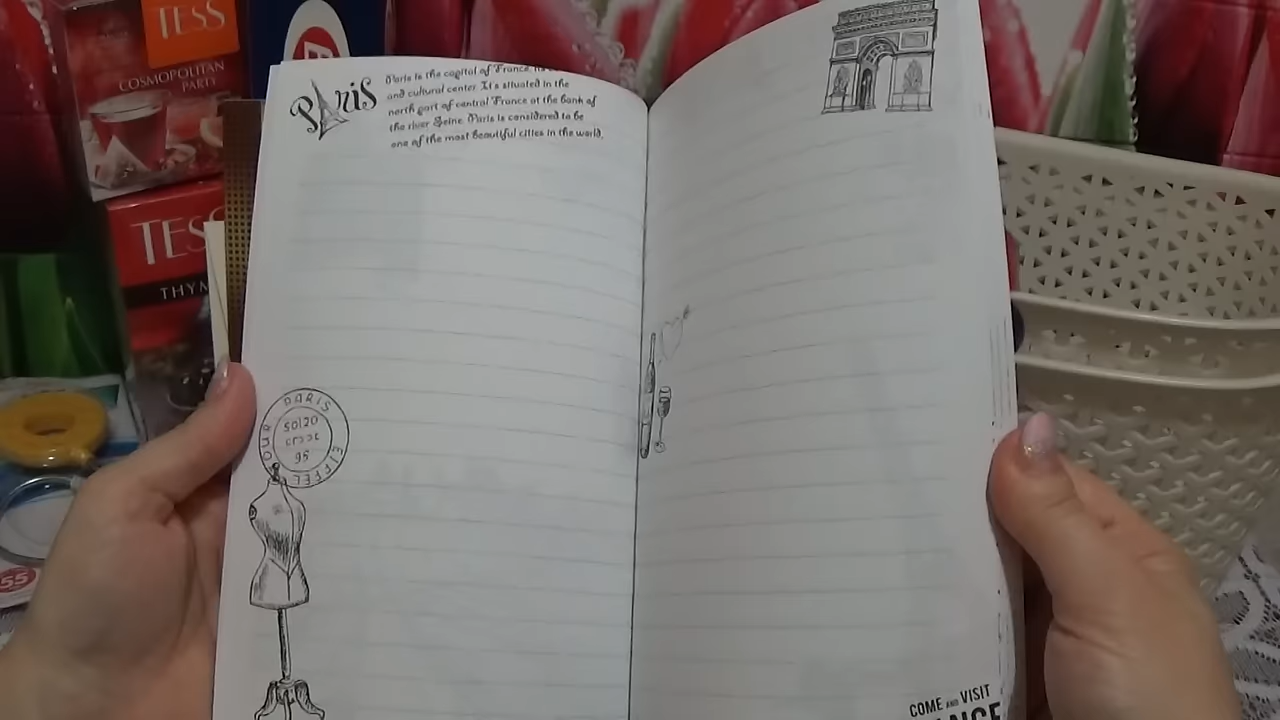 TESS
COSMOPOLITAN
PARTY
TESS
THYM
PARIS
Paris is the capital of France.
and cultural center. It's situated in the
north part of central France at the bank of
the river Seine. Paris is considered to be
one of the most beautiful cities in the world.
PARIS
EIFFEL
50120
95
COME AND VISIT
55